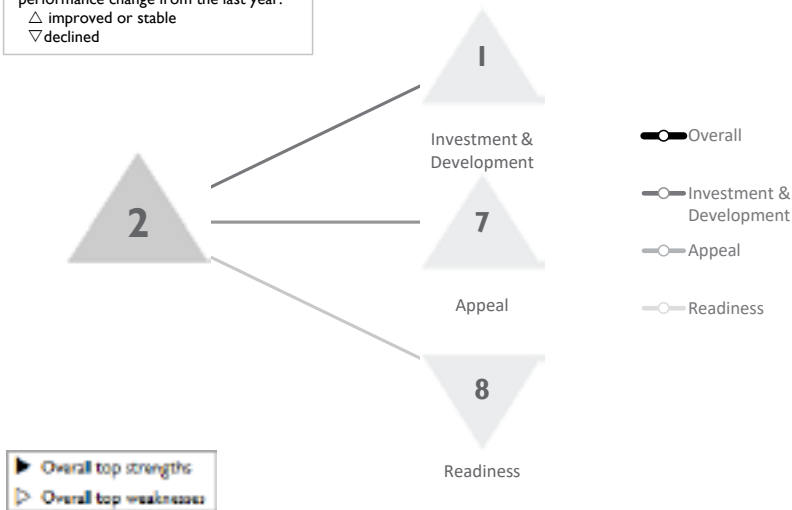 performance change from the last year:
△ improved or stable
▽ declined
1
Investment &
Development
2
7
Appeal
8
Readiness
Overall
Investment &
Development
Appeal
Readiness
▶ Overall top strengths
▷ Overall top weaknesses